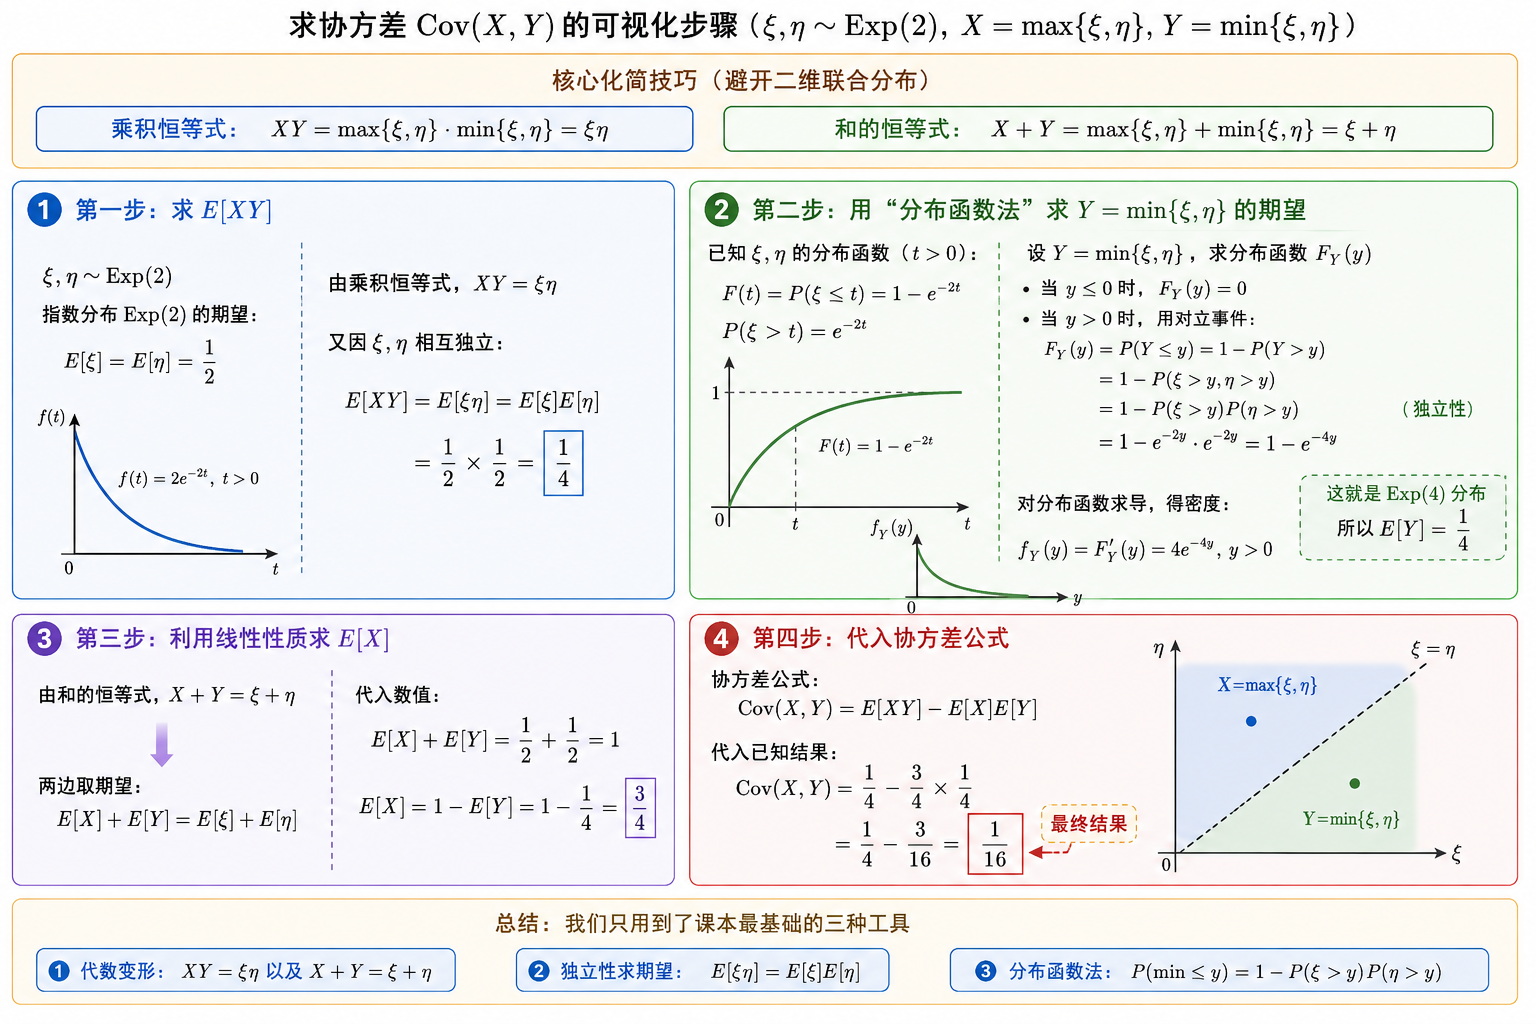 求协方差 Cov(X, Y) 的可视化步骤（ξ, η ∼ Exp(2), X = max{ξ, η}, Y = min{ξ, η}）
核心化简技巧（避开二维联合分布）
乘积恒等式： XY = max{ξ, η} · min{ξ, η} = ξη
和的恒等式： X + Y = max{ξ, η} + min{ξ, η} = ξ + η
1 第一步：求 E[XY]
ξ, η ∼ Exp(2)
指数分布 Exp(2) 的期望：
E[ξ] = E[η] = 1/2
f(t)
f(t) = 2e^{-2t}, t > 0
0
t
由乘积恒等式，XY = ξη
又因 ξ, η 相互独立：
E[XY] = E[ξη] = E[ξ]E[η]
= 1/2 × 1/2 = 1/4
2 第二步：用 “分布函数法” 求 Y = min{ξ, η} 的期望
已知 ξ, η 的分布函数（t > 0）：
F(t) = P(ξ ≤ t) = 1 − e^{-2t}
P(ξ > t) = e^{-2t}
1
F(t) = 1 − e^{-2t}
0
t
t
设 Y = min{ξ, η}，求分布函数 F_Y(y)
• 当 y ≤ 0 时，F_Y(y) = 0
• 当 y > 0 时，用对立事件：
F_Y(y) = P(Y ≤ y) = 1 − P(Y > y)
= 1 − P(ξ > y, η > y)
= 1 − P(ξ > y)P(η > y) （独立性）
= 1 − e^{-2y} · e^{-2y} = 1 − e^{-4y}
对分布函数求导，得密度：
f_Y(y) = F′_Y(y) = 4e^{-4y}, y > 0
这就是 Exp(4) 分布
所以 E[Y] = 1/4
f_Y(y)
0
y
3 第三步：利用线性性质求 E[X]
由和的恒等式，X + Y = ξ + η
两边取期望：
E[X] + E[Y] = E[ξ] + E[η]
代入数值：
E[X] + E[Y] = 1/2 + 1/2 = 1
E[X] = 1 − E[Y] = 1 − 1/4 = 3/4
4 第四步：代入协方差公式
协方差公式：
Cov(X, Y) = E[XY] − E[X]E[Y]
代入已知结果：
Cov(X, Y) = 1/4 − 3/4 × 1/4
= 1/4 − 3/16 = 1/16
最终结果
η
ξ = η
X=max{ξ, η}
Y=min{ξ, η}
0
ξ
总结：我们只用到了课本最基础的三种工具
1 代数变形： XY = ξη 以及 X + Y = ξ + η
2 独立性求期望： E[ξη] = E[ξ]E[η]
3 分布函数法： P(min ≤ y) = 1 − P(ξ > y)P(η > y)